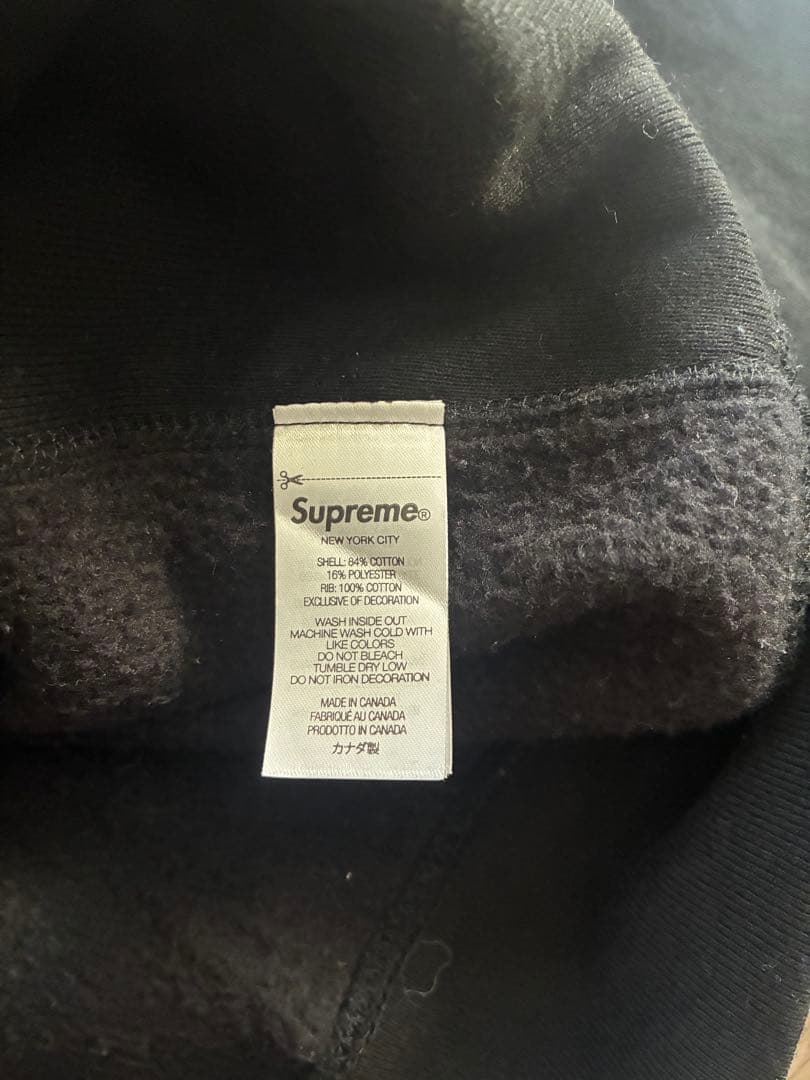 Supreme®
NEW YORK CITY
SHELL: 84% COTTON
16% POLYESTER
RIB: 100% COTTON
EXCLUSIVE OF DECORATION
WASH INSIDE OUT
MACHINE WASH COLD WITH
LIKE COLORS
DO NOT BLEACH
TUMBLE DRY LOW
DO NOT IRON DECORATION
MADE IN CANADA
FABRIQUÉ AU CANADA
PRODOTTO IN CANADA
カナダ製